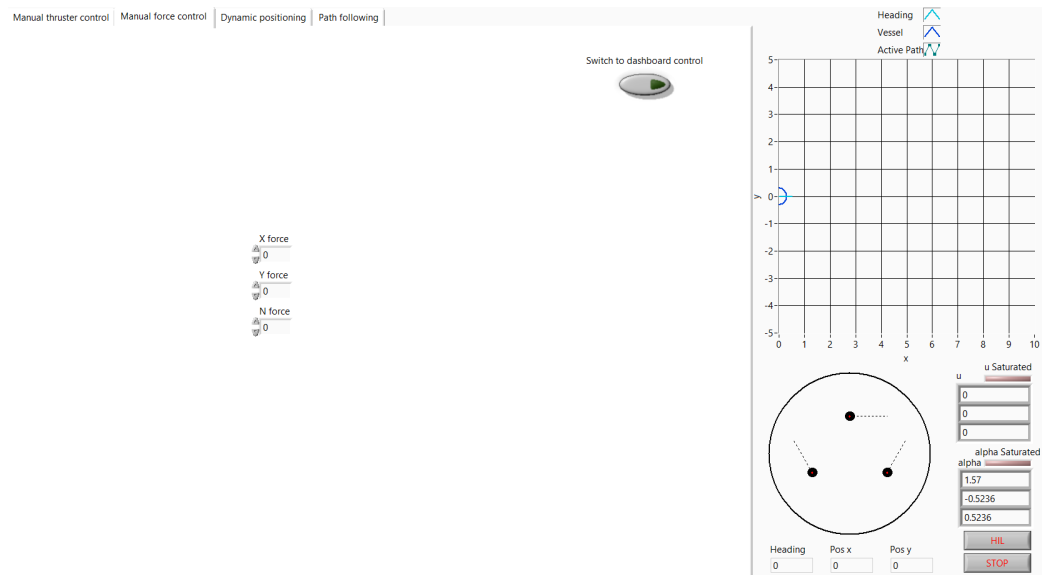 Manual thruster control
Manual force control
Dynamic positioning
Path following
Heading
Vessel
Active Path
Switch to dashboard control
5
4
3
2
1
0
-1
-2
-3
-4
-5
y
0 1 2 3 4 5 6 7 8 9 10
x
X force
0
Y force
0
N force
0
u Saturated
u
0
0
0
alpha Saturated
alpha
1.57
-0.5236
0.5236
HIL
STOP
Heading
0
Pos x
0
Pos y
0